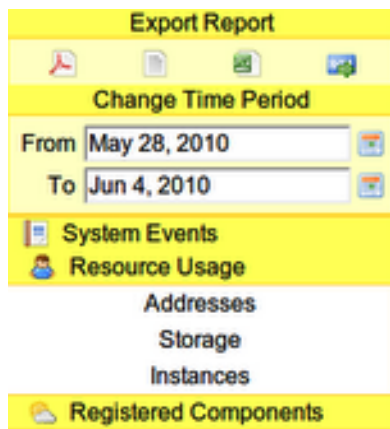 Export Report
Change Time Period
From May 28, 2010
To Jun 4, 2010
System Events
Resource Usage
Addresses
Storage
Instances
Registered Components